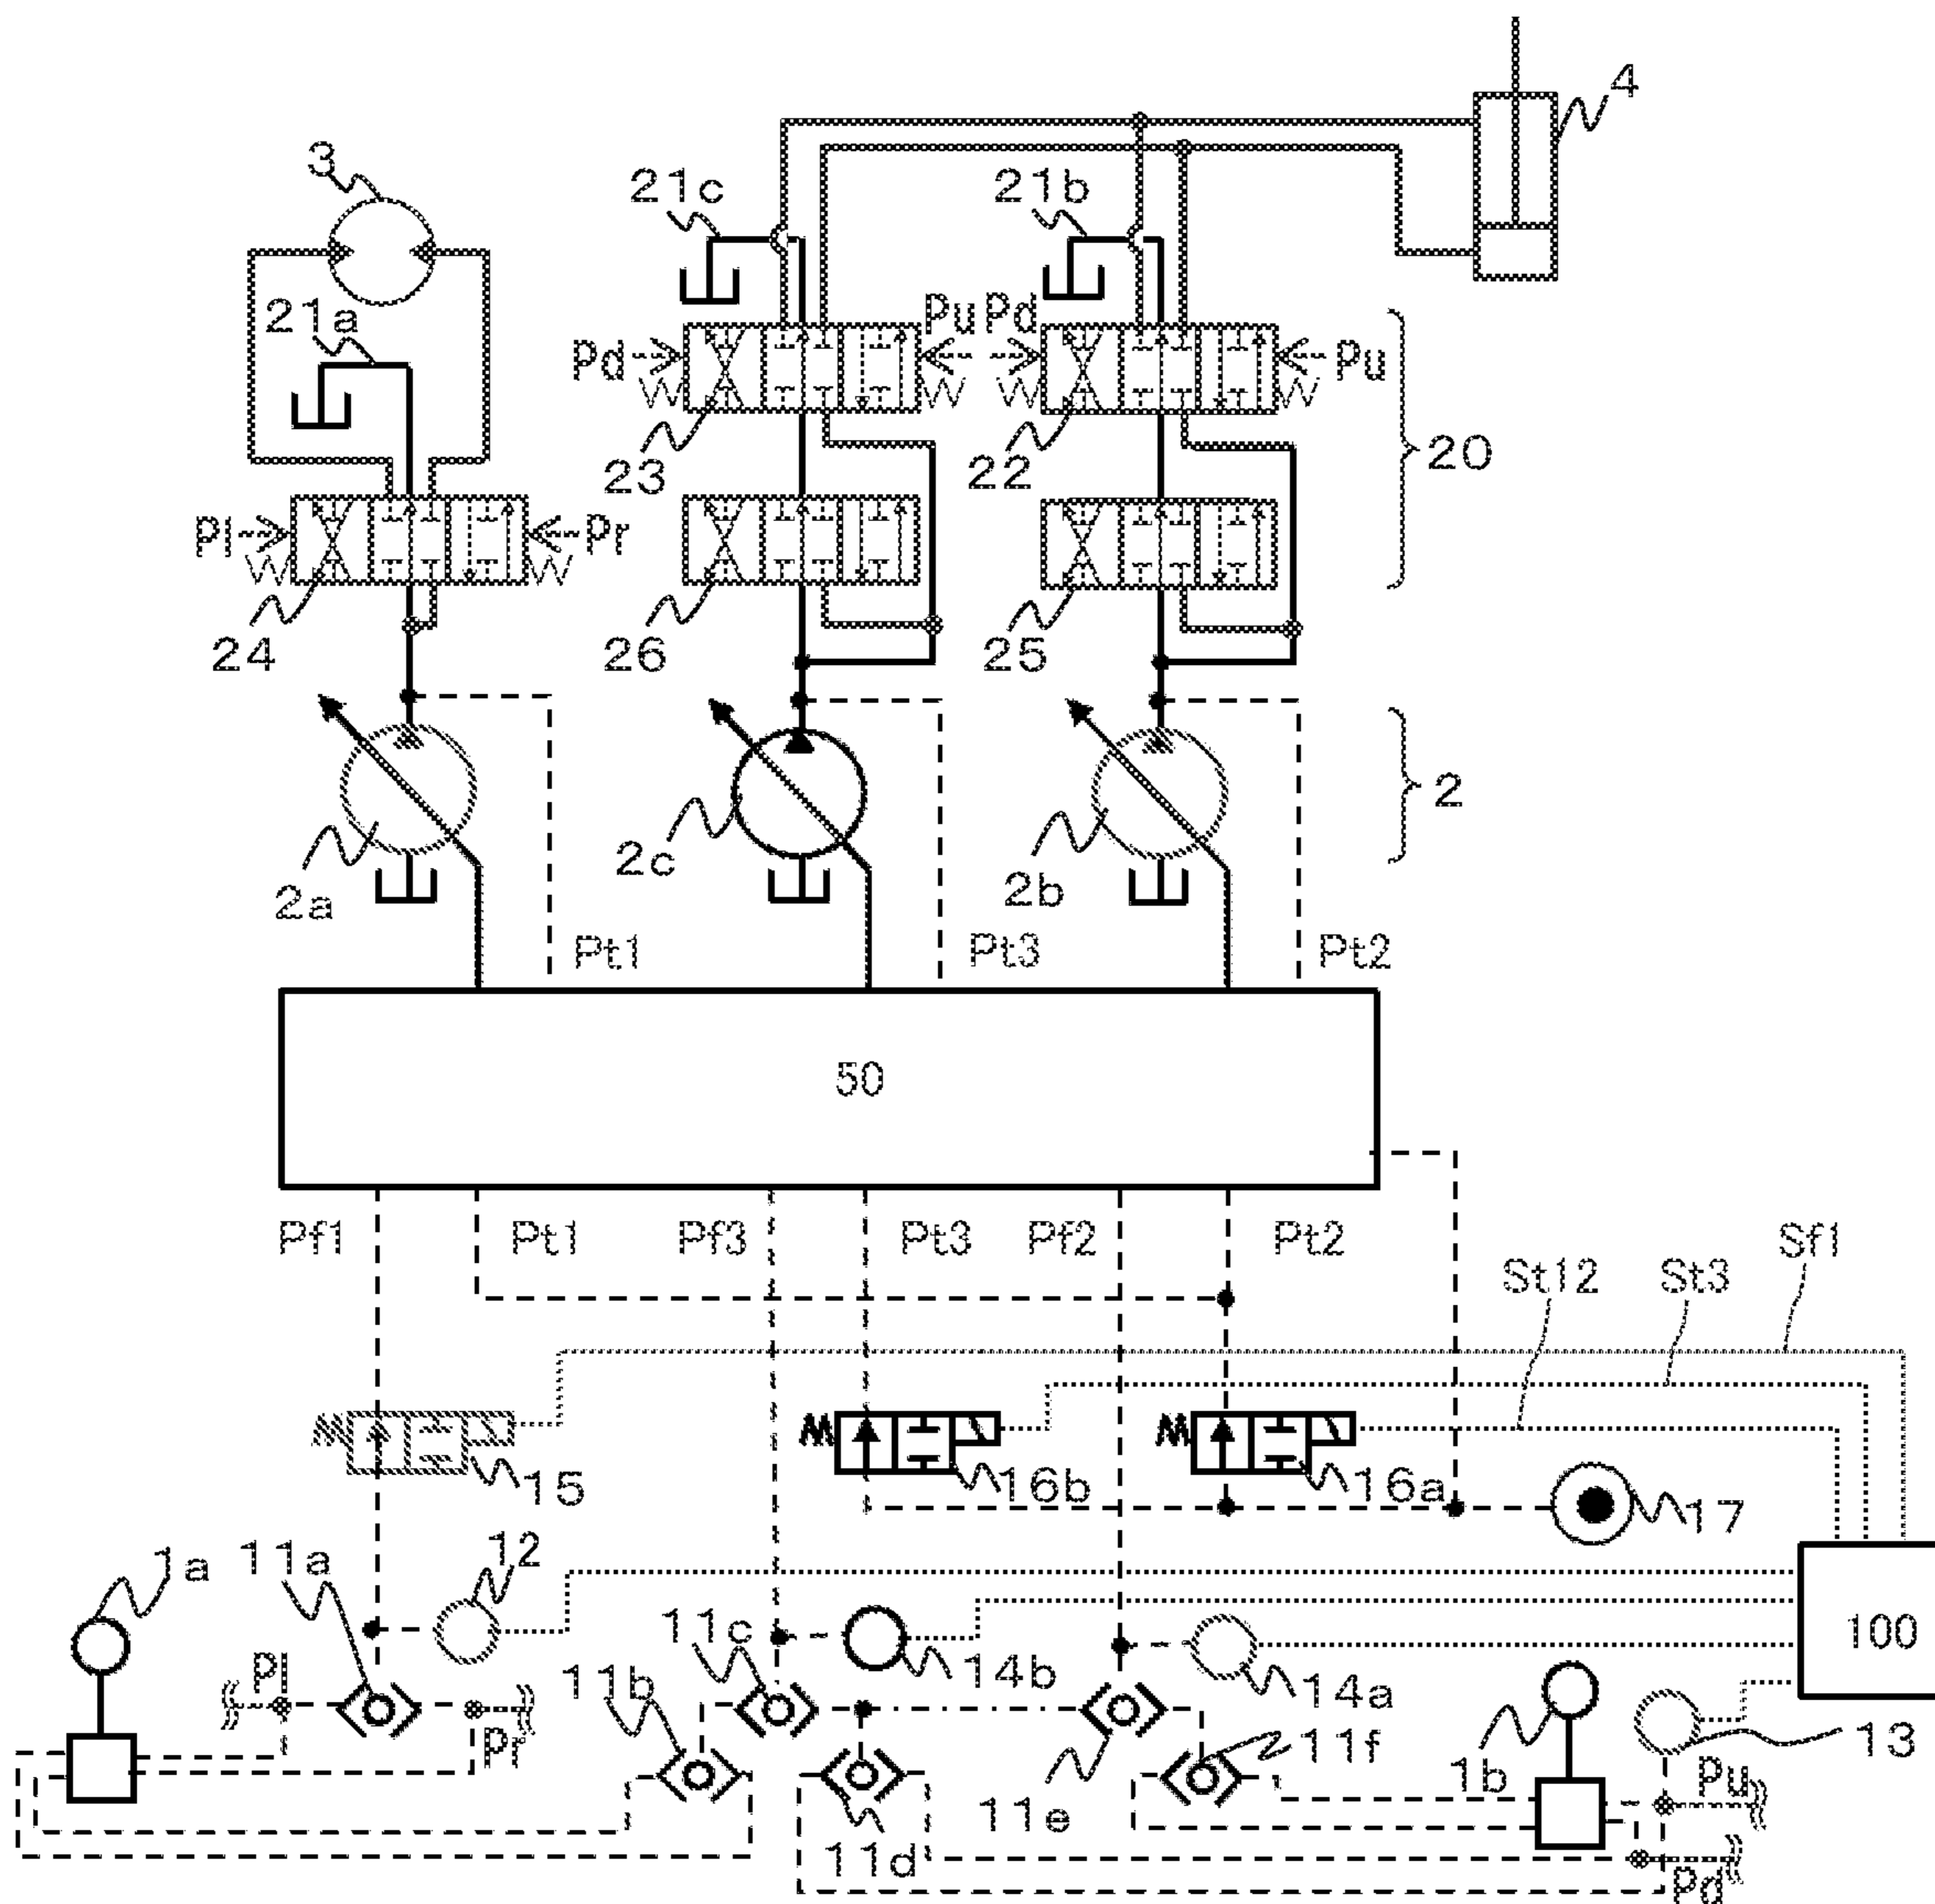 4
3
21c
21b
21a
Pd
Pu
Pd
Pu
23
22
20
Pl
Pr
24
26
25
2a
2c
2b
2
Pt1
Pt3
Pt2
50
Pf1
Pt1
Pf3
Pt3
Pf2
Pt2
Sf1
St12
St3
15
16b
16a
17
1a
11a
12
11c
14b
14a
100
Pl
11b
Pr
11e
11f
1b
13
Pu
11d
Pd